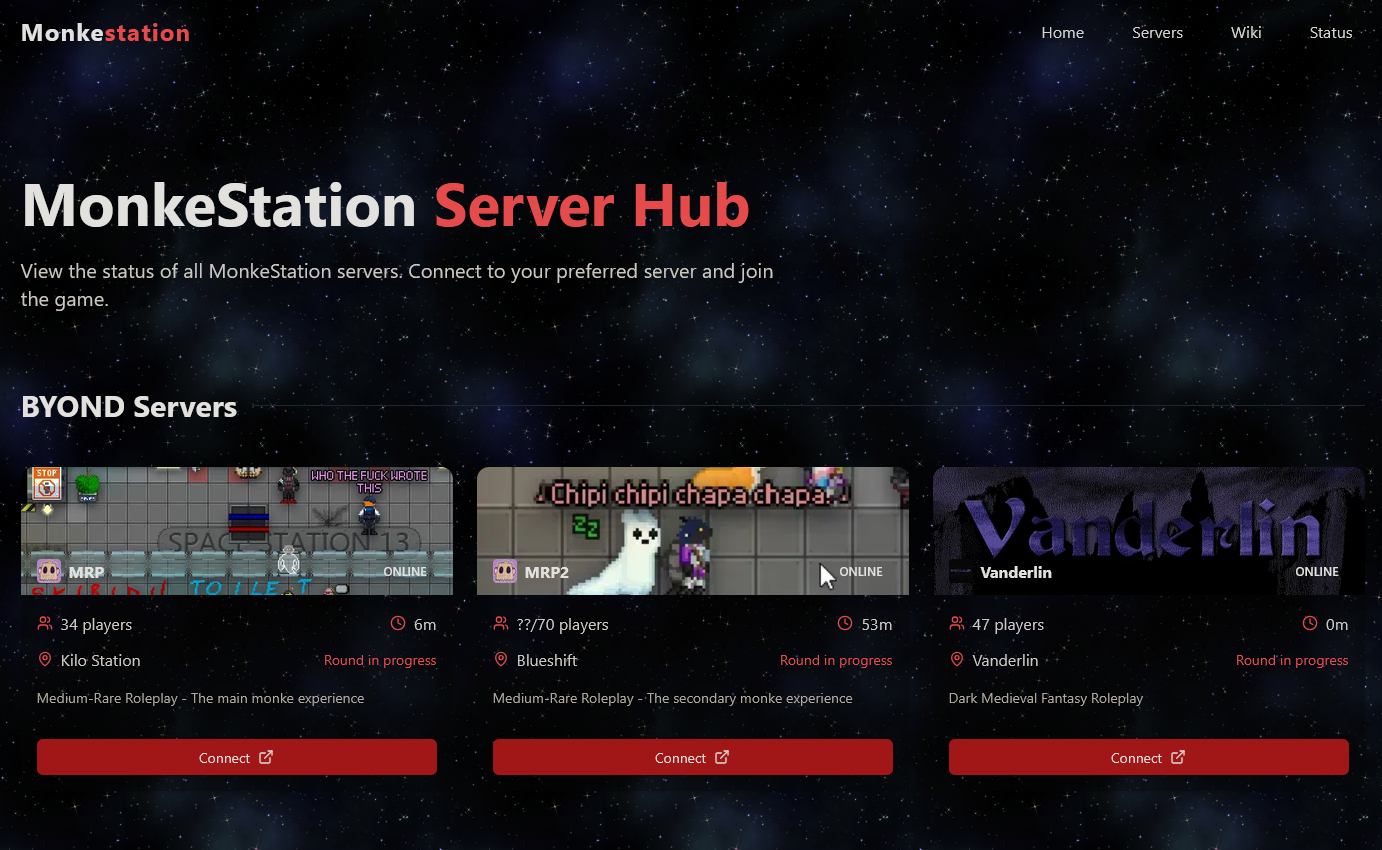 Monkestation
Home
Servers
Wiki
Status
MonkeStation Server Hub
View the status of all MonkeStation servers. Connect to your preferred server and join
the game.
BYOND Servers
STOP
WHO THE FUCK WROTE
THIS
SPACE STATION 13
MRP
ONLINE
SKIBIDI TOILET
34 players
6m
Kilo Station
Round in progress
Medium-Rare Roleplay - The main monke experience
Connect
Chipi chipi chapa chapa
ZZ
MRP2
ONLINE
??/70 players
53m
Blueshift
Round in progress
Medium-Rare Roleplay - The secondary monke experience
Connect
Vanderlin
Vanderlin
ONLINE
47 players
0m
Vanderlin
Round in progress
Dark Medieval Fantasy Roleplay
Connect